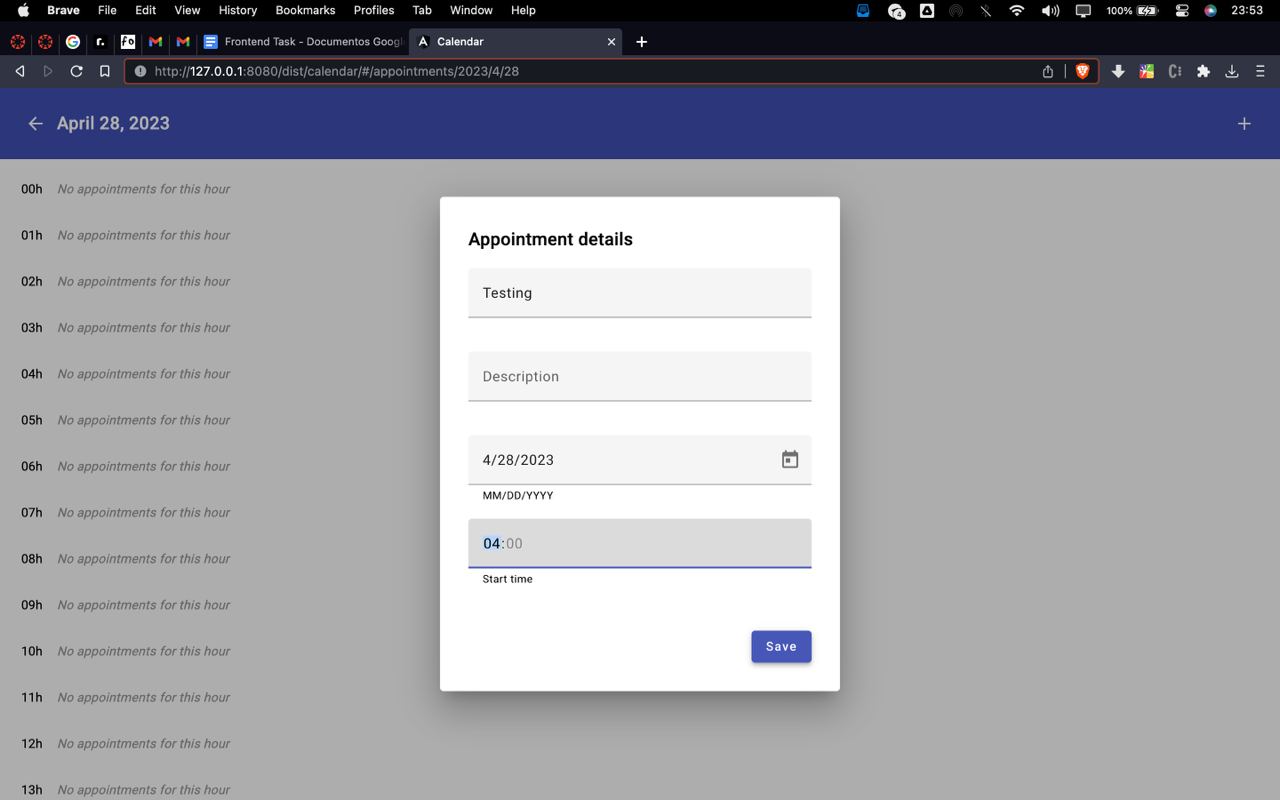 Brave File Edit View History Bookmarks Profiles Tab Window Help 4 100% 23:53
r. fo Frontend Task - Documentos Googl Calendar
http://127.0.0.1:8080/dist/calendar/#/appointments/2023/4/28
April 28, 2023
00h No appointments for this hour
01h No appointments for this hour
02h No appointments for this hour
03h No appointments for this hour
04h No appointments for this hour
05h No appointments for this hour
06h No appointments for this hour
07h No appointments for this hour
08h No appointments for this hour
09h No appointments for this hour
10h No appointments for this hour
11h No appointments for this hour
12h No appointments for this hour
13h No appointments for this hour
Appointment details
Testing
Description
4/28/2023
MM/DD/YYYY
04:00
Start time
Save